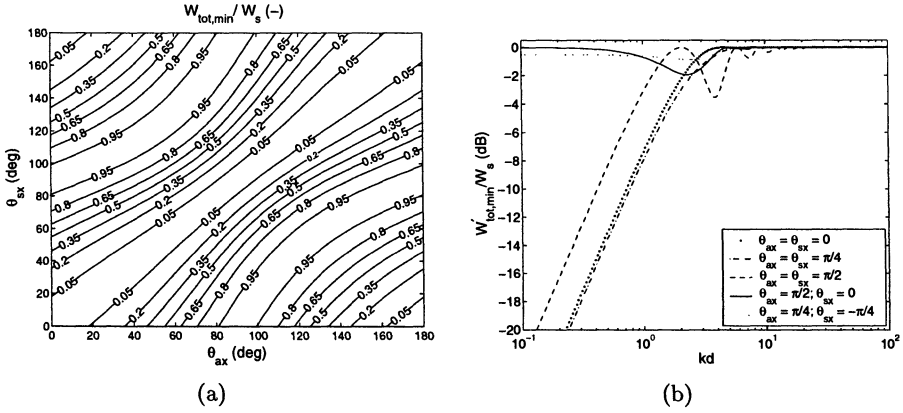 W_tot,min / W_s (–)
180
160
140
120
100
80
60
40
20
0
θ_sx (deg)
0 20 40 60 80 100 120 140 160 180
θ_ax (deg)
0.05
0.2
0.35
0.5
0.65
0.8
0.95
(a)
0
-2
-4
-6
-8
-10
-12
-14
-16
-18
-20
W'_tot,min/W_s (dB)
θ_ax = θ_sx = 0
θ_ax = θ_sx = π/4
θ_ax = θ_sx = π/2
θ_ax = π/2; θ_sx = 0
θ_ax = π/4; θ_sx = -π/4
10^-1 10^0 10^1 10^2
kd
(b)